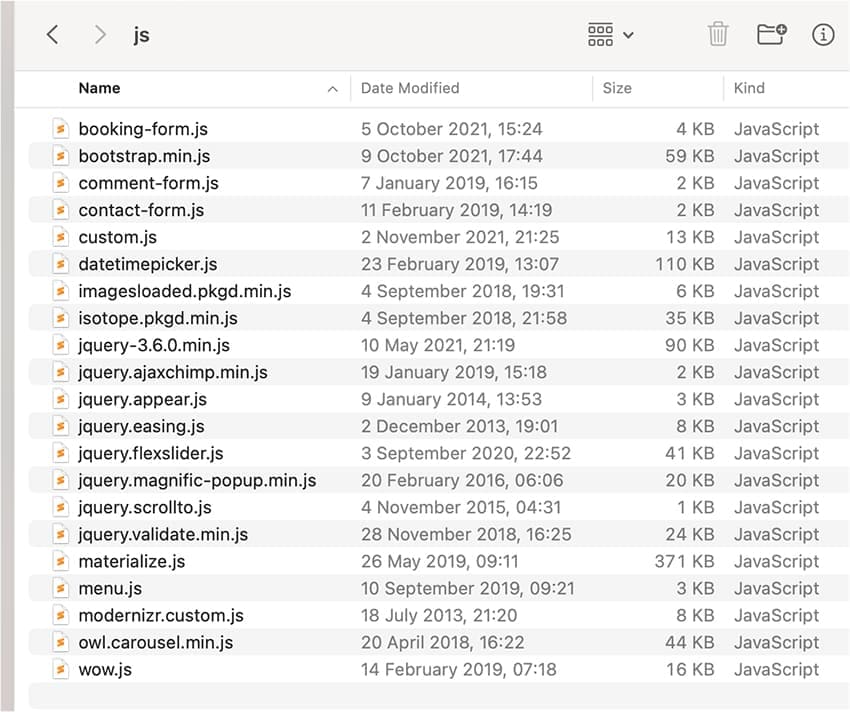 js
Name Date Modified Size Kind
booking-form.js 5 October 2021, 15:24 4 KB JavaScript
bootstrap.min.js 9 October 2021, 17:44 59 KB JavaScript
comment-form.js 7 January 2019, 16:15 2 KB JavaScript
contact-form.js 11 February 2019, 14:19 2 KB JavaScript
custom.js 2 November 2021, 21:25 13 KB JavaScript
datetimepicker.js 23 February 2019, 13:07 110 KB JavaScript
imagesloaded.pkgd.min.js 4 September 2018, 19:31 6 KB JavaScript
isotope.pkgd.min.js 4 September 2018, 21:58 35 KB JavaScript
jquery-3.6.0.min.js 10 May 2021, 21:19 90 KB JavaScript
jquery.ajaxchimp.min.js 19 January 2019, 15:18 2 KB JavaScript
jquery.appear.js 9 January 2014, 13:53 3 KB JavaScript
jquery.easing.js 2 December 2013, 19:01 8 KB JavaScript
jquery.flexslider.js 3 September 2020, 22:52 41 KB JavaScript
jquery.magnific-popup.min.js 20 February 2016, 06:06 20 KB JavaScript
jquery.scrollto.js 4 November 2015, 04:31 1 KB JavaScript
jquery.validate.min.js 28 November 2018, 16:25 24 KB JavaScript
materialize.js 26 May 2019, 09:11 371 KB JavaScript
menu.js 10 September 2019, 09:21 3 KB JavaScript
modernizr.custom.js 18 July 2013, 21:20 8 KB JavaScript
owl.carousel.min.js 20 April 2018, 16:22 44 KB JavaScript
wow.js 14 February 2019, 07:18 16 KB JavaScript